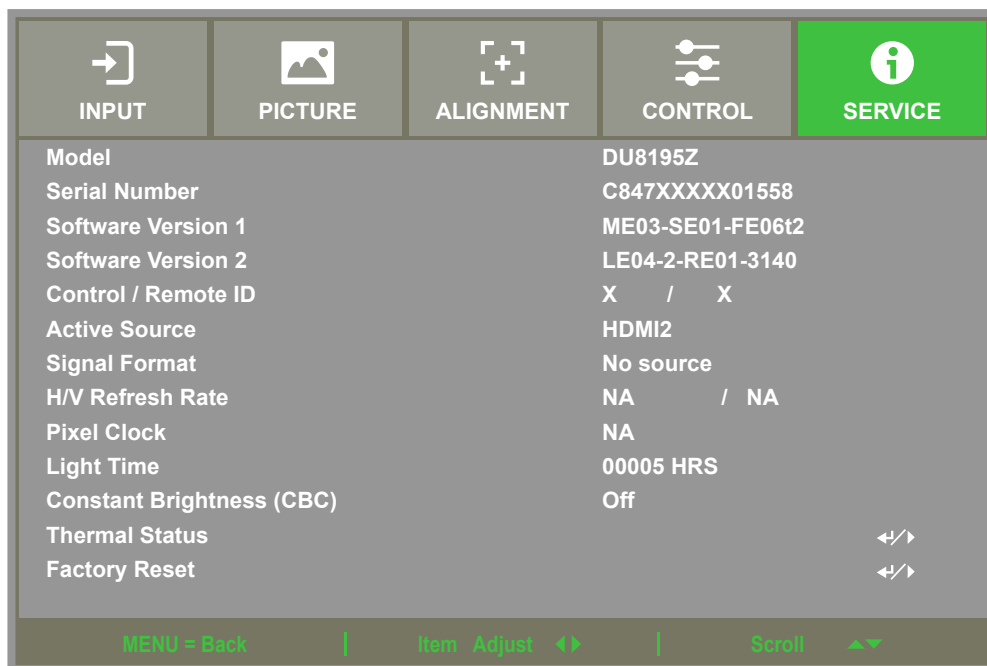 INPUT PICTURE ALIGNMENT CONTROL SERVICE
Model DU8195Z
Serial Number C847XXXXX01558
Software Version 1 ME03-SE01-FE06t2
Software Version 2 LE04-2-RE01-3140
Control / Remote ID X / X
Active Source HDMI2
Signal Format No source
H/V Refresh Rate NA / NA
Pixel Clock NA
Light Time 00005 HRS
Constant Brightness (CBC) Off
Thermal Status
Factory Reset
MENU = Back | Item Adjust | Scroll